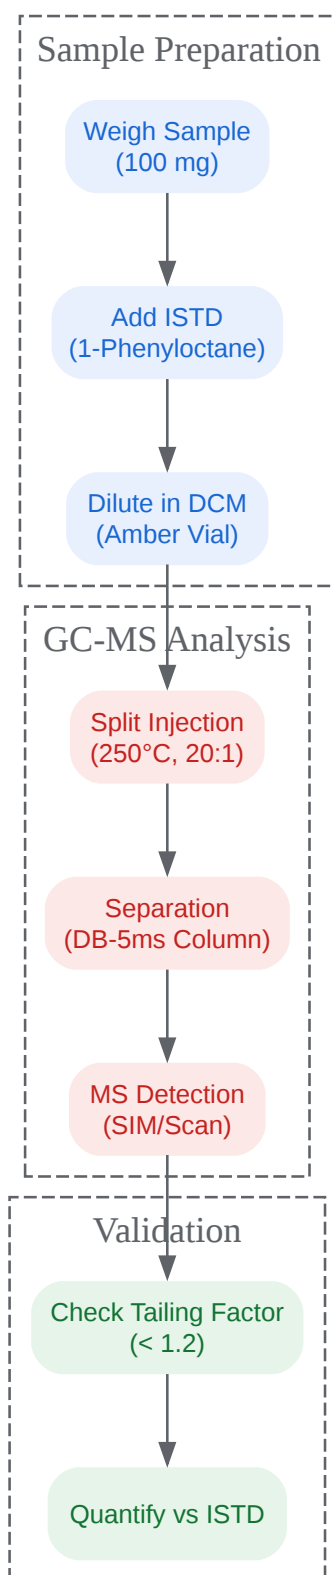 Sample Preparation
Weigh Sample
(100 mg)
Add ISTD
(1-Phenyloctane)
Dilute in DCM
(Amber Vial)
GC-MS Analysis
Split Injection
(250°C, 20:1)
Separation
(DB-5ms Column)
MS Detection
(SIM/Scan)
Validation
Check Tailing Factor
(< 1.2)
Quantify vs ISTD